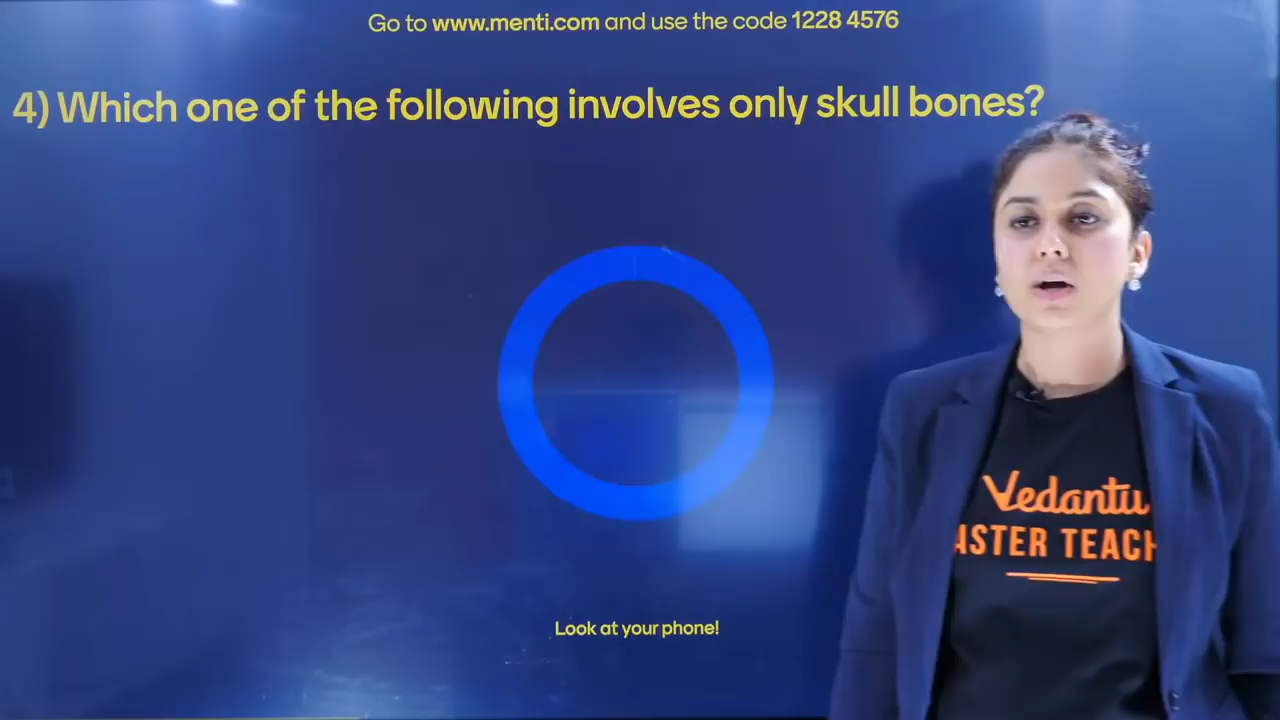 Go to www.menti.com and use the code 1228 4576
4) Which one of the following involves only skull bones?
Look at your phone!
Vedantu
ASTER TEACH